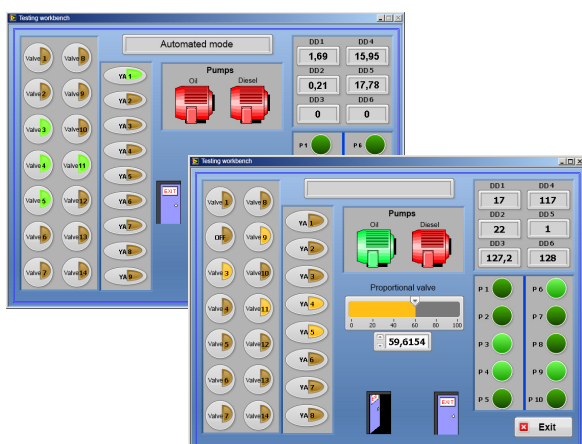 Testing workbench
Automated mode
Valve 1
Valve 8
Valve 2
Valve 9
Valve 3
Valve 10
Valve 4
Valve 11
Valve 5
Valve 12
Valve 6
Valve 13
Valve 7
Valve 14
YA 1
YA 2
YA 3
YA 4
YA 5
YA 6
YA 7
YA 8
YA 9
Pumps
Oil Diesel
EXIT
DD1 DD4
1,69 15,95
DD2 DD5
0,21 17,78
DD3 DD6
0 0
P 1 P 6
Testing workbench
Valve 1
Valve 8
OFF
Valve 9
Valve 3
Valve 10
Valve 4
Valve 11
Valve 5
Valve 12
Valve 6
Valve 13
Valve 7
Valve 14
YA 1
YA 2
YA 3
YA 4
YA 5
YA 6
YA 7
YA 8
Pumps
Oil Diesel
Proportional valve
0 20 40 60 80 100
59,6154
EXIT
DD1 DD4
17 117
DD2 DD5
22 1
DD3 DD6
127,2 128
P 1 P 6
P 2 P 7
P 3 P 8
P 4 P 9
P 5 P 10
Exit